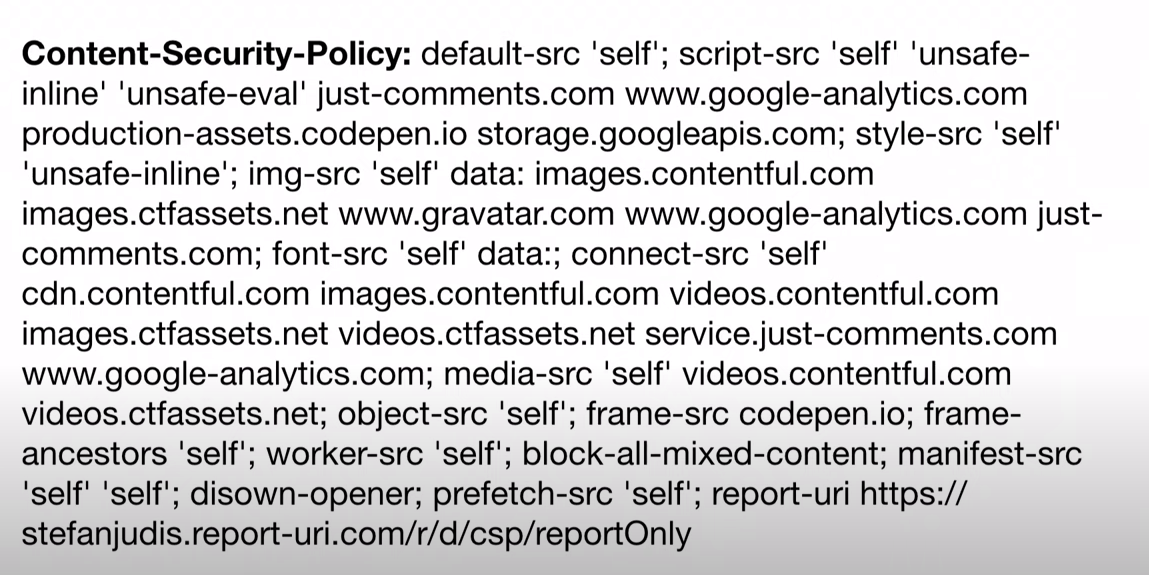 Content-Security-Policy: default-src 'self'; script-src 'self' 'unsafe-
inline' 'unsafe-eval' just-comments.com www.google-analytics.com
production-assets.codepen.io storage.googleapis.com; style-src 'self'
'unsafe-inline'; img-src 'self' data: images.contentful.com
images.ctfassets.net www.gravatar.com www.google-analytics.com just-
comments.com; font-src 'self' data:; connect-src 'self'
cdn.contentful.com images.contentful.com videos.contentful.com
images.ctfassets.net videos.ctfassets.net service.just-comments.com
www.google-analytics.com; media-src 'self' videos.contentful.com
videos.ctfassets.net; object-src 'self'; frame-src codepen.io; frame-
ancestors 'self'; worker-src 'self'; block-all-mixed-content; manifest-src
'self' 'self'; disown-opener; prefetch-src 'self'; report-uri https://
stefanjudis.report-uri.com/r/d/csp/reportOnly